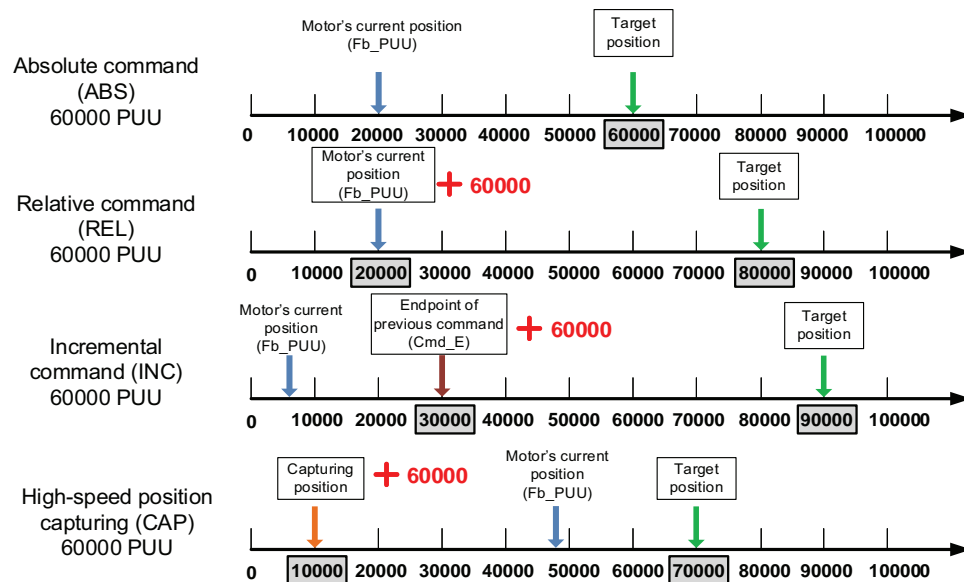 Absolute command
(ABS)
60000 PUU
Motor's current position
(Fb_PUU)
Target
position
0 10000 20000 30000 40000 50000 60000 70000 80000 90000 100000
Relative command
(REL)
60000 PUU
Motor's current
position
(Fb_PUU)
+ 60000
Target
position
0 10000 20000 30000 40000 50000 60000 70000 80000 90000 100000
Incremental
command (INC)
60000 PUU
Motor's current
position
(Fb_PUU)
Endpoint of
previous command
(Cmd_E)
+ 60000
Target
position
0 10000 20000 30000 40000 50000 60000 70000 80000 90000 100000
High-speed position
capturing (CAP)
60000 PUU
Capturing
position
+ 60000
Motor's current
position
(Fb_PUU)
Target
position
0 10000 20000 30000 40000 50000 60000 70000 80000 90000 100000